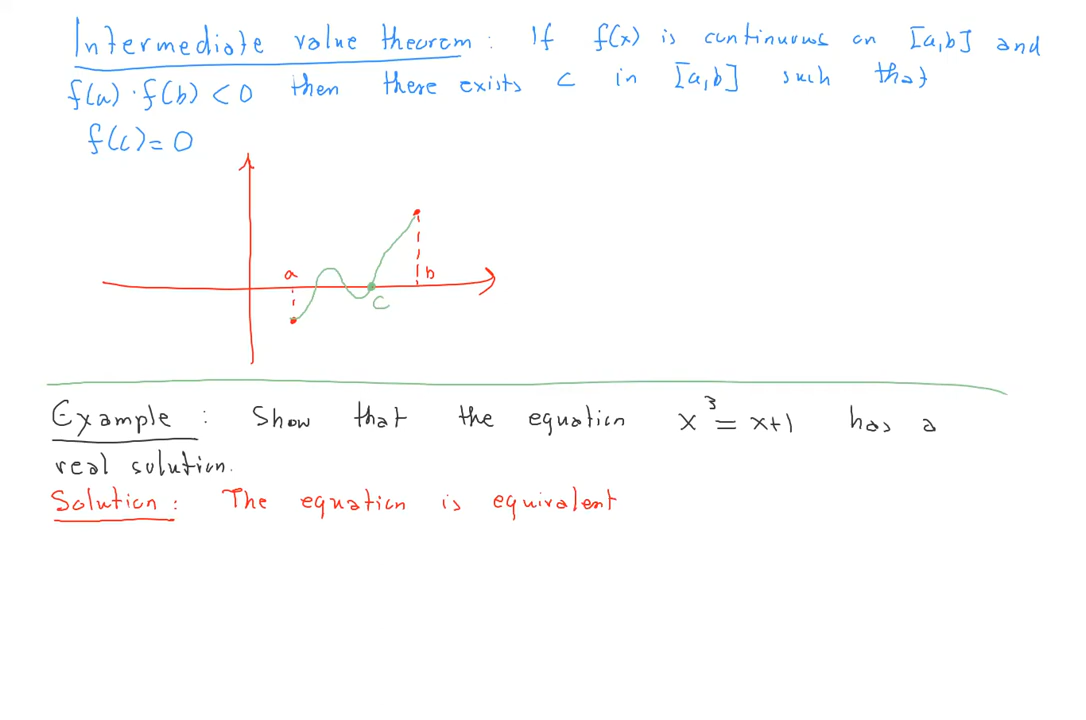 Intermediate value theorem: If f(x) is continuous on [a,b] and
f(a)·f(b) < 0 then there exists c in [a,b] such that
f(c) = 0
a
b
c
Example: Show that the equation x³ = x+1 has a
real solution.
Solution: The equation is equivalent